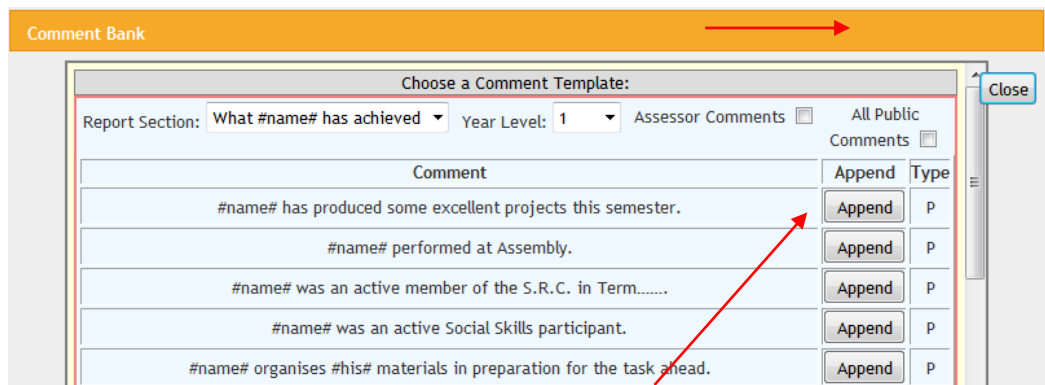 Comment Bank
Choose a Comment Template:
Close
Report Section: What #name# has achieved Year Level: 1 Assessor Comments All Public
Comments
Comment Append Type
#name# has produced some excellent projects this semester. Append P
#name# performed at Assembly. Append P
#name# was an active member of the S.R.C. in Term....... Append P
#name# was an active Social Skills participant. Append P
#name# organises #his# materials in preparation for the task ahead. Append P